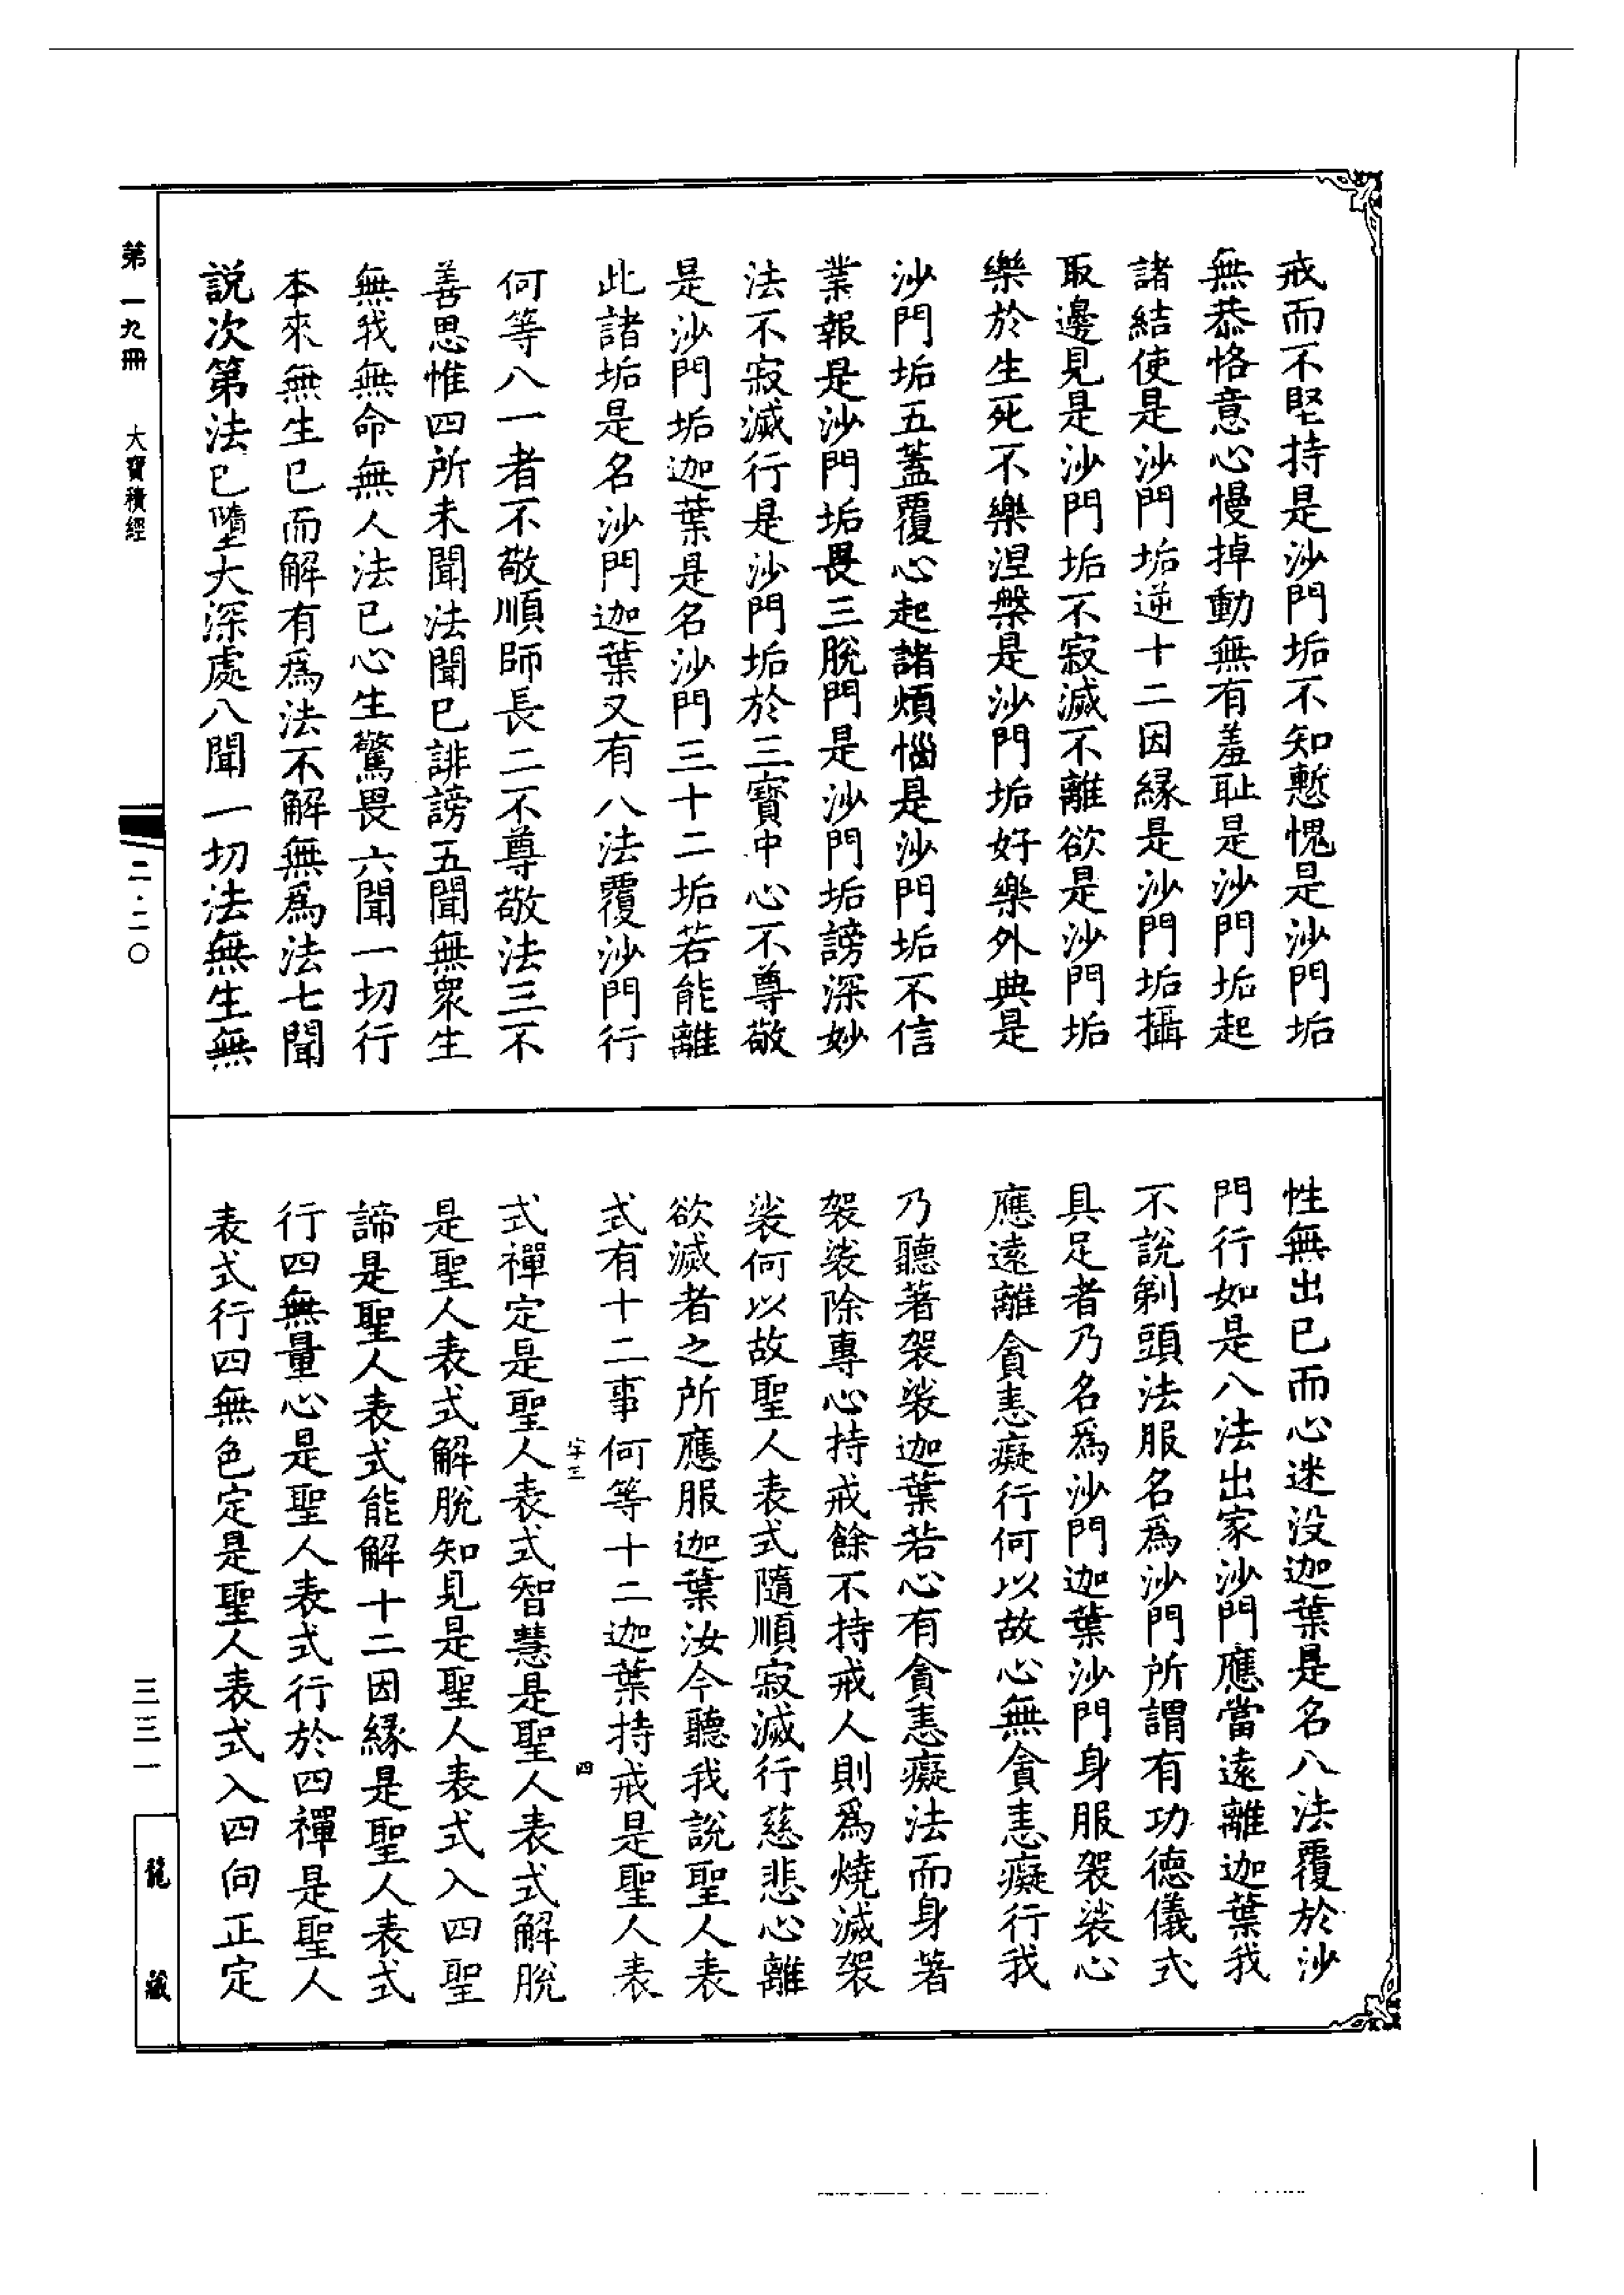 戒而不堅持是沙門垢不知慙愧是沙門垢
無恭恪意心慢掉動無有羞耻是沙門垢起
諸結使是沙門垢逆十二因縁是沙門垢攝
取邊見是沙門垢不寂滅不離欲是沙門垢
樂於生死不樂涅槃是沙門垢好樂外典是
沙門垢五蓋覆心起諸煩惱是沙門垢不信
業報是沙門垢畏三脫門是沙門垢謗深妙
法不寂滅行是沙門垢於三寶中心不尊敬
是沙門垢迦葉是名沙門三十二垢若能離
此諸垢是名沙門迦葉又有八法覆沙門行
何等八一者不敬順師長二不尊敬法三不
善思惟四所未聞法聞已誹謗五聞無衆生
無我無命無人法已心生驚畏六聞一切行
本來無生已而解有爲法不解無爲法七聞
説次第法已墮大深處八聞一切法無生無
性無出已而心迷没迦葉是名八法覆於沙
門行如是八法出家沙門應當遠離迦葉我
不説剃頭法服名爲沙門所謂有功德儀式
具足者乃名爲沙門迦葉沙門身服袈裟心
應遠離貪恚癡行何以故心無貪恚癡行我
乃聽著袈裟迦葉若心有貪恚癡法而身著
袈裟除專心持戒餘不持戒人則爲燒滅袈
裟何以故聖人表式隨順寂滅行慈悲心離
欲滅者之所應服迦葉汝今聽我説聖人表
式有十二事何等十二迦葉持戒是聖人表
字三 四
式禪定是聖人表式智慧是聖人表式解脫
是聖人表式解脫知見是聖人表式入四聖
諦是聖人表式能解十二因縁是聖人表式
行四無量心是聖人表式行於四禪是聖人
表式行四無色定是聖人表式入四向正定
第一九冊 大寶積經 二·二〇 三三一
龍藏